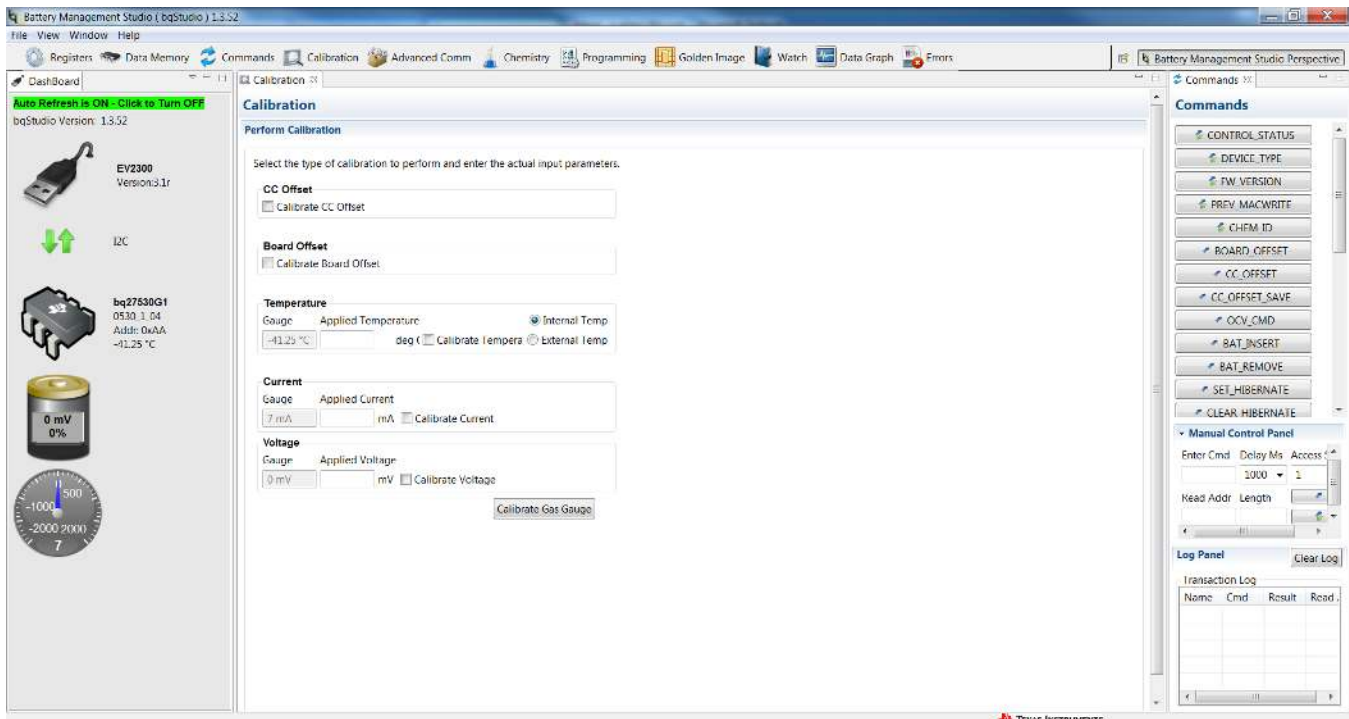 Battery Management Studio ( bqStudio ) 1.3.52
File View Window Help
Registers Data Memory Commands Calibration Advanced Comm Chemistry Programming Golden Image Watch Data Graph Errors Battery Management Studio Perspective
DashBoard
Auto Refresh is ON - Click to Turn OFF
bqStudio Version: 1.3.52
EV2300
Version:3.1r
I2C
bq27530G1
0530_1_04
Addr: 0xAA
-41.25 °C
0 mV
0%
500
-1000
-2000 2000
7
Calibration
Calibration
Perform Calibration
Select the type of calibration to perform and enter the actual input parameters.
CC Offset
Calibrate CC Offset
Board Offset
Calibrate Board Offset
Temperature
Gauge Applied Temperature Internal Temp
-41.25 °C deg ( Calibrate Tempera External Temp
Current
Gauge Applied Current
7 mA mA Calibrate Current
Voltage
Gauge Applied Voltage
0 mV mV Calibrate Voltage
Calibrate Gas Gauge
Commands
Commands
CONTROL_STATUS
DEVICE_TYPE
FW_VERSION
PREV_MACWRITE
CHEM_ID
BOARD_OFFSET
CC_OFFSET
CC_OFFSET_SAVE
OCV_CMD
BAT_INSERT
BAT_REMOVE
SET_HIBERNATE
CLEAR_HIBERNATE
Manual Control Panel
Enter Cmd Delay Ms Access
1000 1
Read Addr Length
Log Panel Clear Log
Transaction Log
Name Cmd Result Read
TEXAS INSTRUMENTS